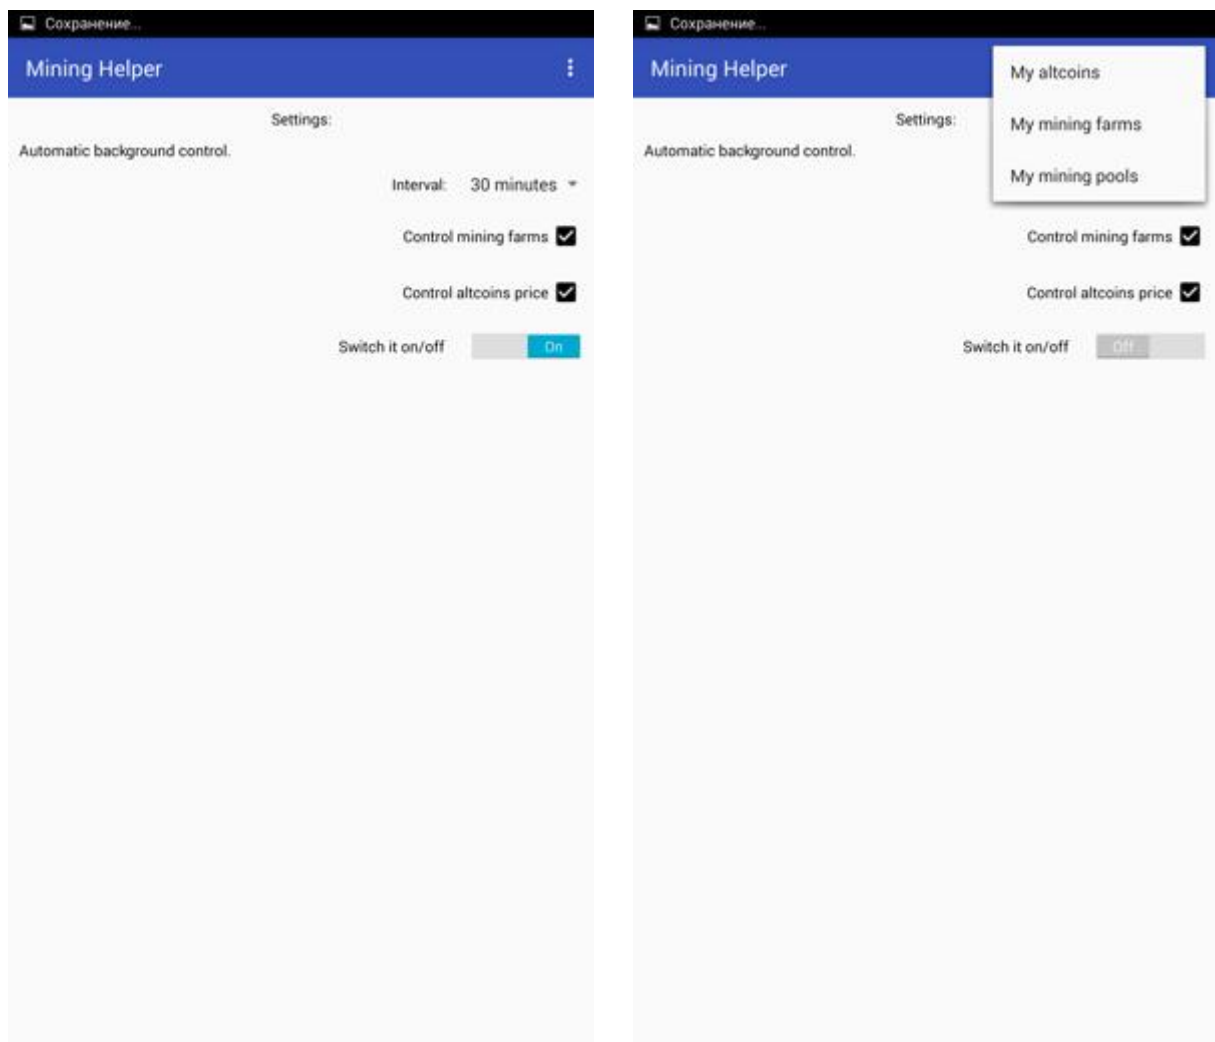 Сохранение...
Mining Helper
Settings:
Automatic background control.
Interval: 30 minutes
Control mining farms
Control altcoins price
Switch it on/off On
Сохранение...
Mining Helper
My altcoins
My mining farms
My mining pools
Settings:
Automatic background control.
Control mining farms
Control altcoins price
Switch it on/off Off